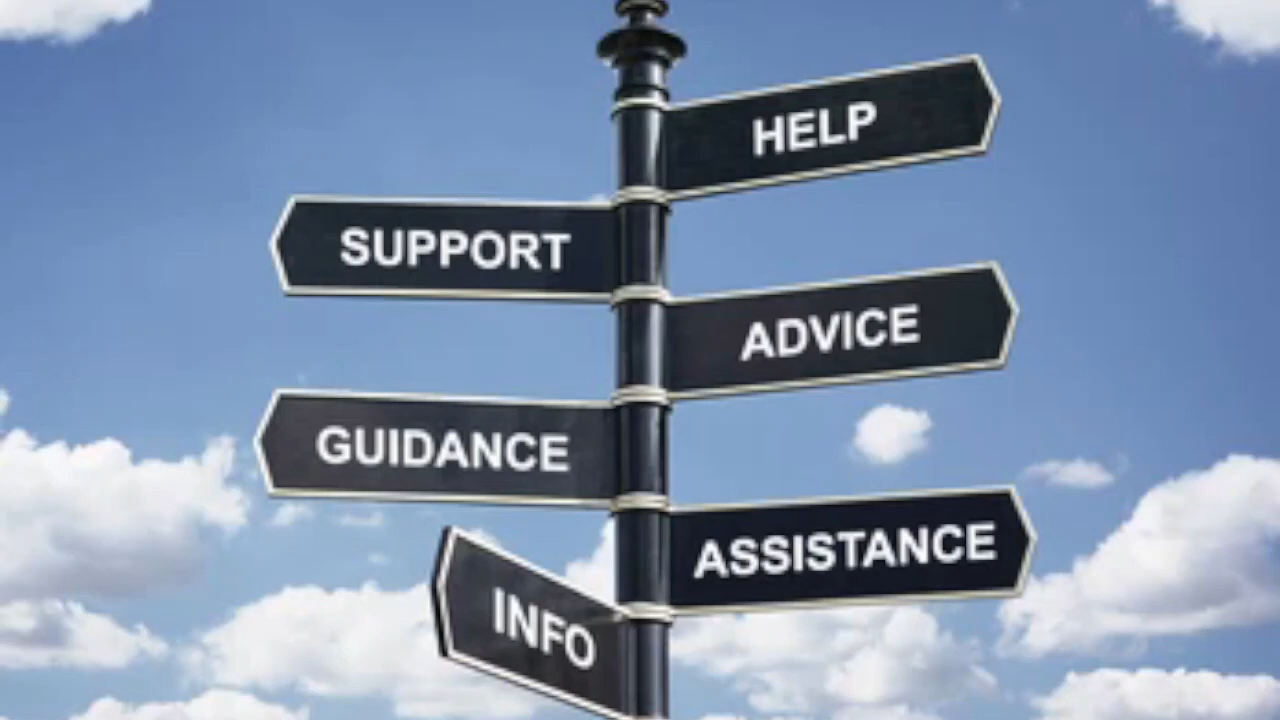 HELP
SUPPORT
ADVICE
GUIDANCE
ASSISTANCE
INFO